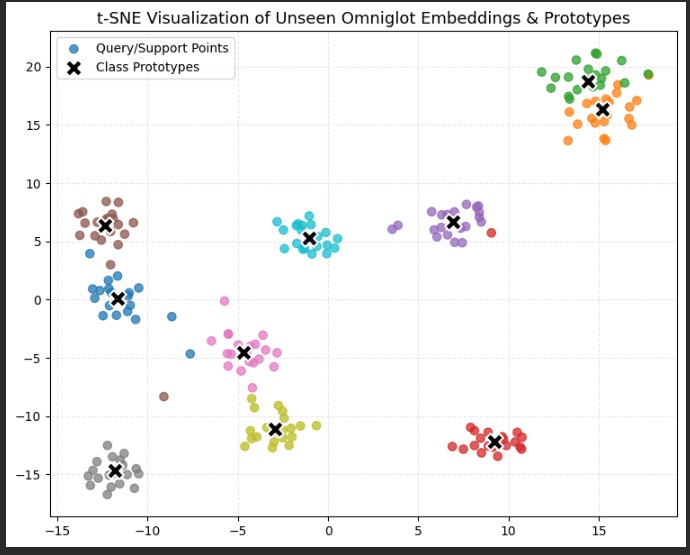 t-SNE Visualization of Unseen Omniglot Embeddings & Prototypes
Query/Support Points
Class Prototypes
20
15
10
5
0
−5
−10
−15
−15 −10 −5 0 5 10 15